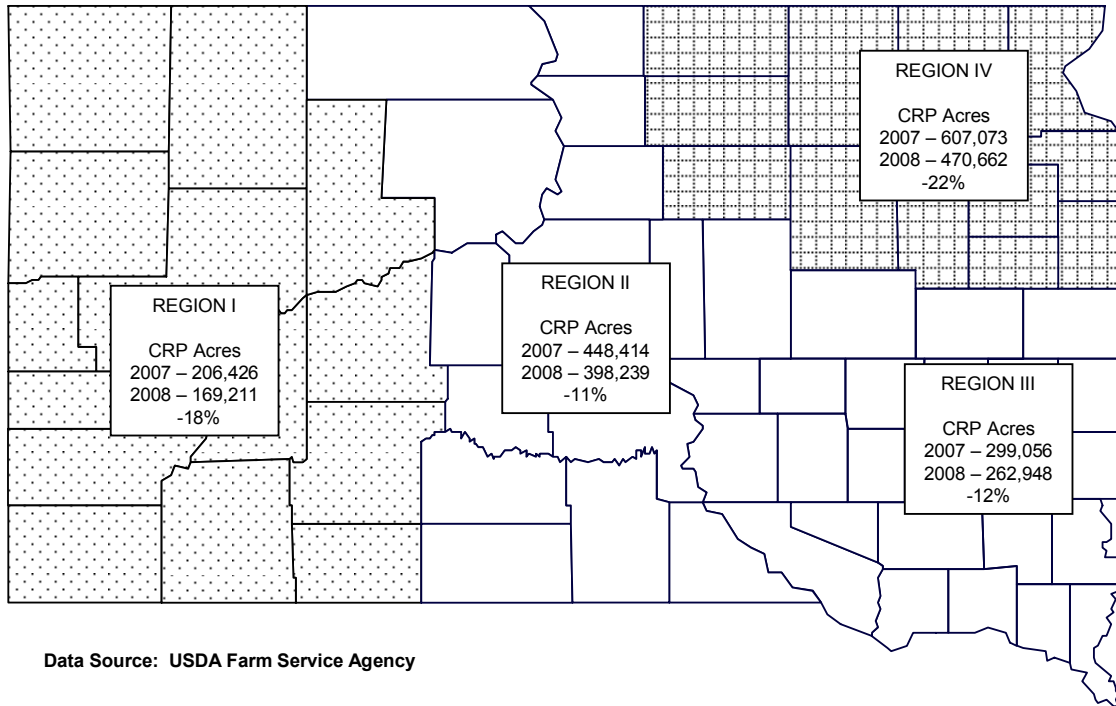 REGION IV
CRP Acres
2007 – 607,073
2008 – 470,662
-22%
REGION II
CRP Acres
2007 – 448,414
2008 – 398,239
-11%
REGION I
CRP Acres
2007 – 206,426
2008 – 169,211
-18%
REGION III
CRP Acres
2007 – 299,056
2008 – 262,948
-12%
Data Source: USDA Farm Service Agency